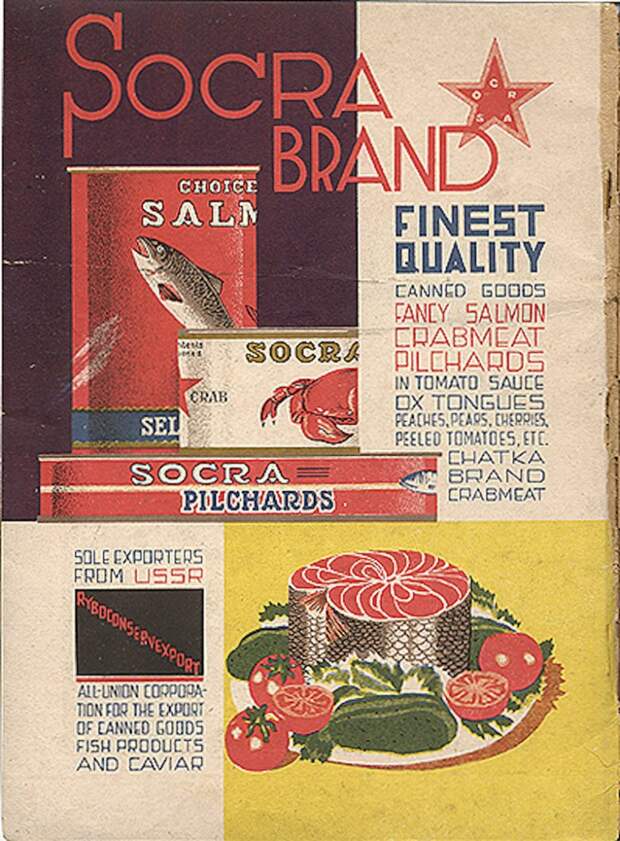 SOCRA
BRAND
OCRSA
CHOICE
SALM
SOCRA
CRAB
SEL
SOCRA
PILCHARDS
FINEST
QUALITY
CANNED GOODS
FANCY SALMON
CRABMEAT
PILCHARDS
IN TOMATO SAUCE
OX TONGUES
PEACHES, PEARS, CHERRIES,
PEELED TOMATOES, ETC.
CHATKA
BRAND
CRABMEAT
SOLE EXPORTERS
FROM USSR
RYBOCONSERVEXPORT
ALL-UNION CORPORA-
TION FOR THE EXPORT
OF CANNED GOODS
FISH PRODUCTS
AND CAVIAR